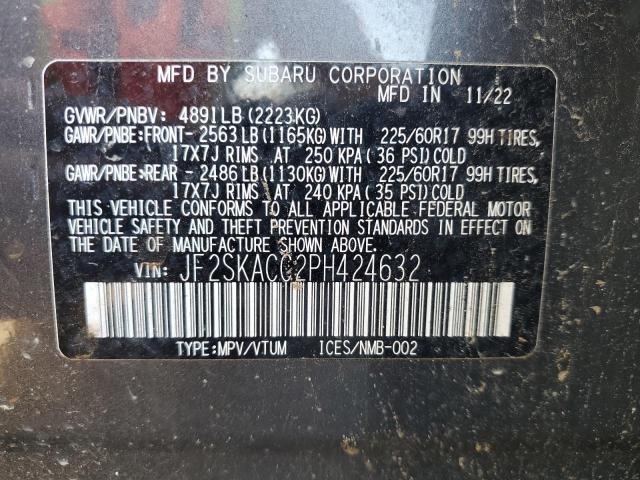 MFD BY SUBARU CORPORATION
MFD IN 11/22
GVWR/PNBV: 4891LB (2223KG)
GAWR/PNBE:FRONT- 2563LB (1165KG) WITH 225/60R17 99H TIRES,
17X7J RIMS AT 250 KPA ( 36 PSI) COLD
GAWR/PNBE:REAR - 2486LB (1130KG) WITH 225/60R17 99H TIRES,
17X7J RIMS AT 240 KPA ( 35 PSI) COLD
THIS VEHICLE CONFORMS TO ALL APPLICABLE FEDERAL MOTOR
VEHICLE SAFETY AND THEFT PREVENTION STANDARDS IN EFFECT
ON THE DATE OF MANUFACTURE SHOWN ABOVE.
VIN: JF2SKACC2PH424632
TYPE:MPV/VTUM ICES/NMB-002